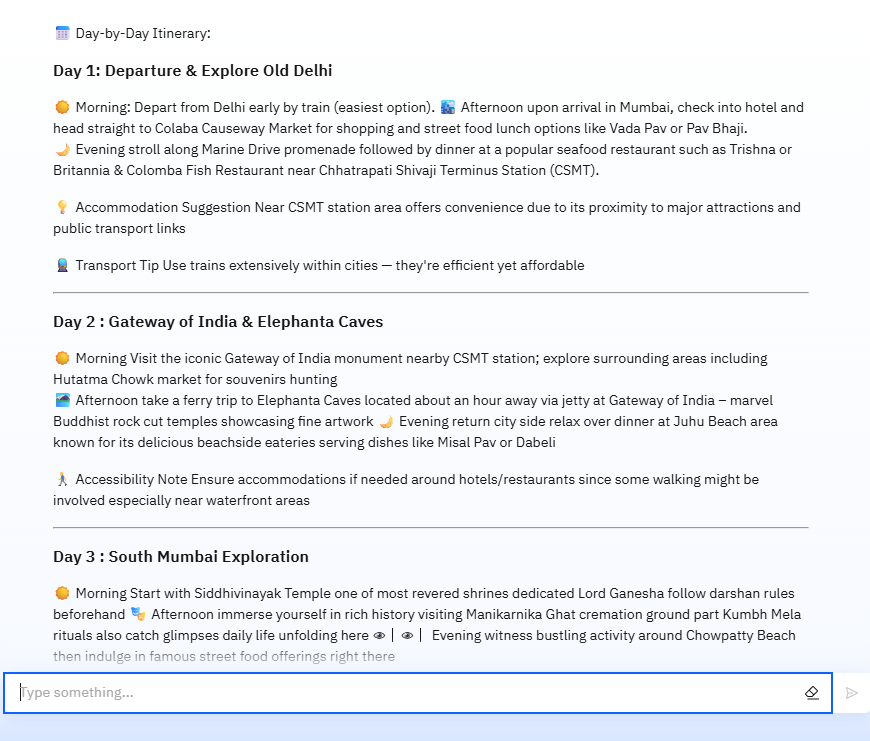 🗓️ Day-by-Day Itinerary:
Day 1: Departure & Explore Old Delhi
Morning: Depart from Delhi early by train (easiest option). Afternoon upon arrival in Mumbai, check into hotel and
head straight to Colaba Causeway Market for shopping and street food lunch options like Vada Pav or Pav Bhaji.
Evening stroll along Marine Drive promenade followed by dinner at a popular seafood restaurant such as Trishna or
Britannia & Colomba Fish Restaurant near Chhatrapati Shivaji Terminus Station (CSMT).
Accommodation Suggestion Near CSMT station area offers convenience due to its proximity to major attractions and
public transport links
Transport Tip Use trains extensively within cities — they're efficient yet affordable
Day 2 : Gateway of India & Elephanta Caves
Morning Visit the iconic Gateway of India monument nearby CSMT station; explore surrounding areas including
Hutatma Chowk market for souvenirs hunting
Afternoon take a ferry trip to Elephanta Caves located about an hour away via jetty at Gateway of India – marvel
Buddhist rock cut temples showcasing fine artwork Evening return city side relax over dinner at Juhu Beach area
known for its delicious beachside eateries serving dishes like Misal Pav or Dabeli
Accessibility Note Ensure accommodations if needed around hotels/restaurants since some walking might be
involved especially near waterfront areas
Day 3 : South Mumbai Exploration
Morning Start with Siddhivinayak Temple one of most revered shrines dedicated Lord Ganesha follow darshan rules
beforehand Afternoon immerse yourself in rich history visiting Manikarnika Ghat cremation ground part Kumbh Mela
rituals also catch glimpses daily life unfolding here | | Evening witness bustling activity around Chowpatty Beach
then indulge in famous street food offerings right there
Type something...